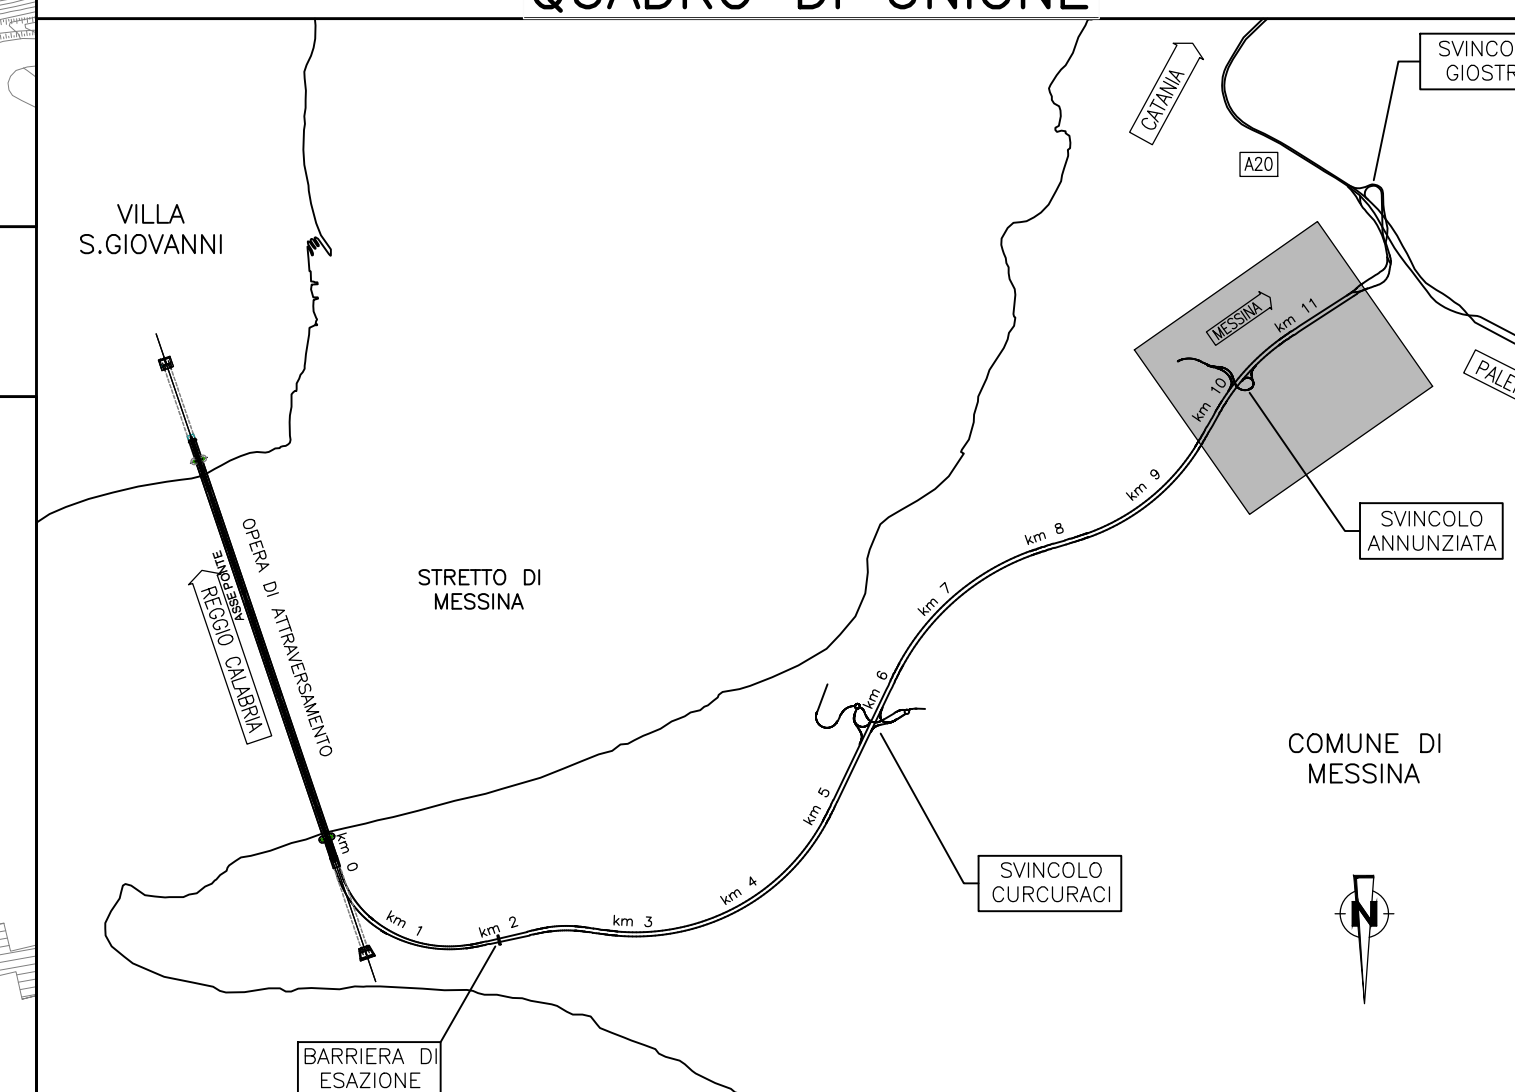 QUADRO DI UNIONE
SVINCO
GIOSTR
CATANIA
A20
VILLA
S.GIOVANNI
MESSINA
km 11
PALE
km 10
km 9
SVINCOLO
ANNUNZIATA
km 8
OPERA DI ATTRAVERSAMENTO
ASSE PONTE
REGGIO CALABRIA
STRETTO DI
MESSINA
km 7
km 6
COMUNE DI
MESSINA
km 5
km 0
SVINCOLO
CURCURACI
km 4
km 3
km 2
km 1
N
BARRIERA DI
ESAZIONE